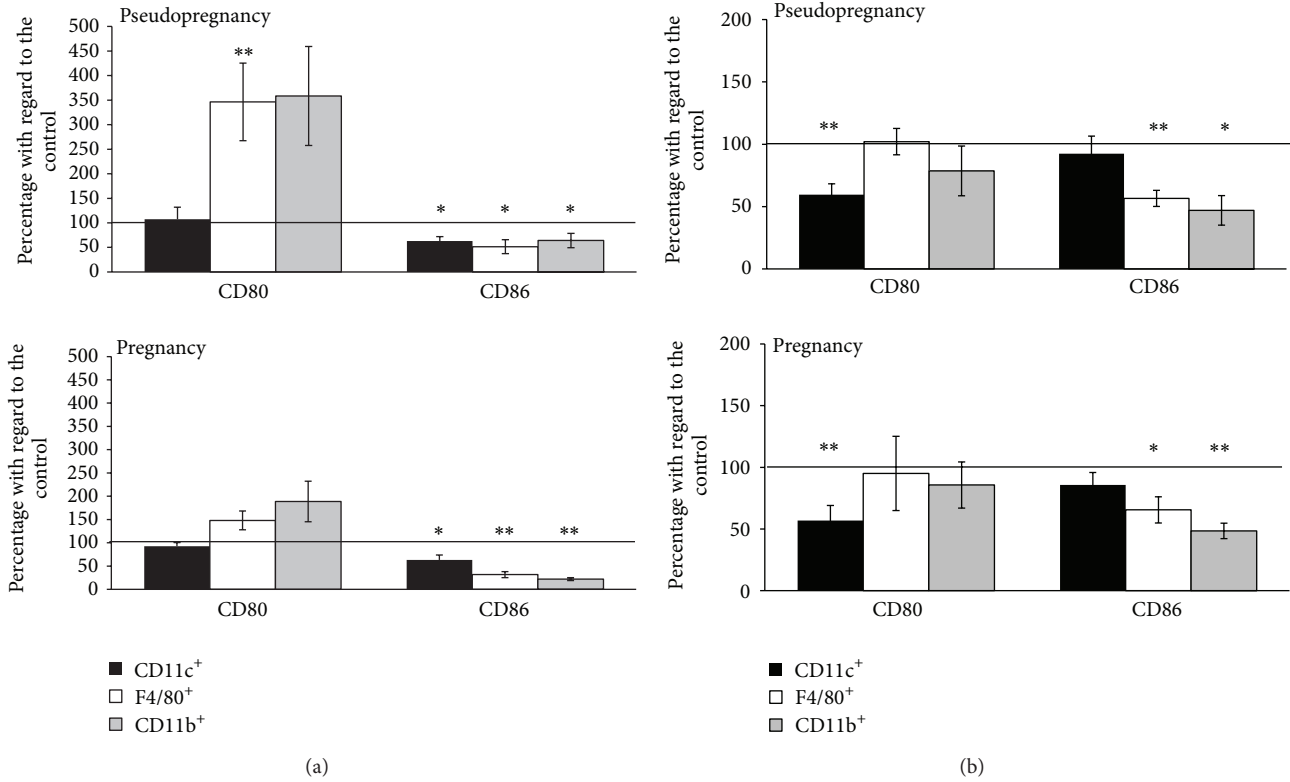 Pseudopregnancy
Percentage with regard to the
control
500
450
400
350
300
250
200
150
100
50
0
**
*
*
*
CD80
CD86
Pregnancy
Percentage with regard to the
control
500
450
400
350
300
250
200
150
100
50
0
*
**
**
CD80
CD86
CD11c+
F4/80+
CD11b+
(a)
Pseudopregnancy
Percentage with regard to the
control
200
150
100
50
0
**
**
*
CD80
CD86
Pregnancy
Percentage with regard to the
control
200
150
100
50
0
**
*
**
CD80
CD86
CD11c+
F4/80+
CD11b+
(b)